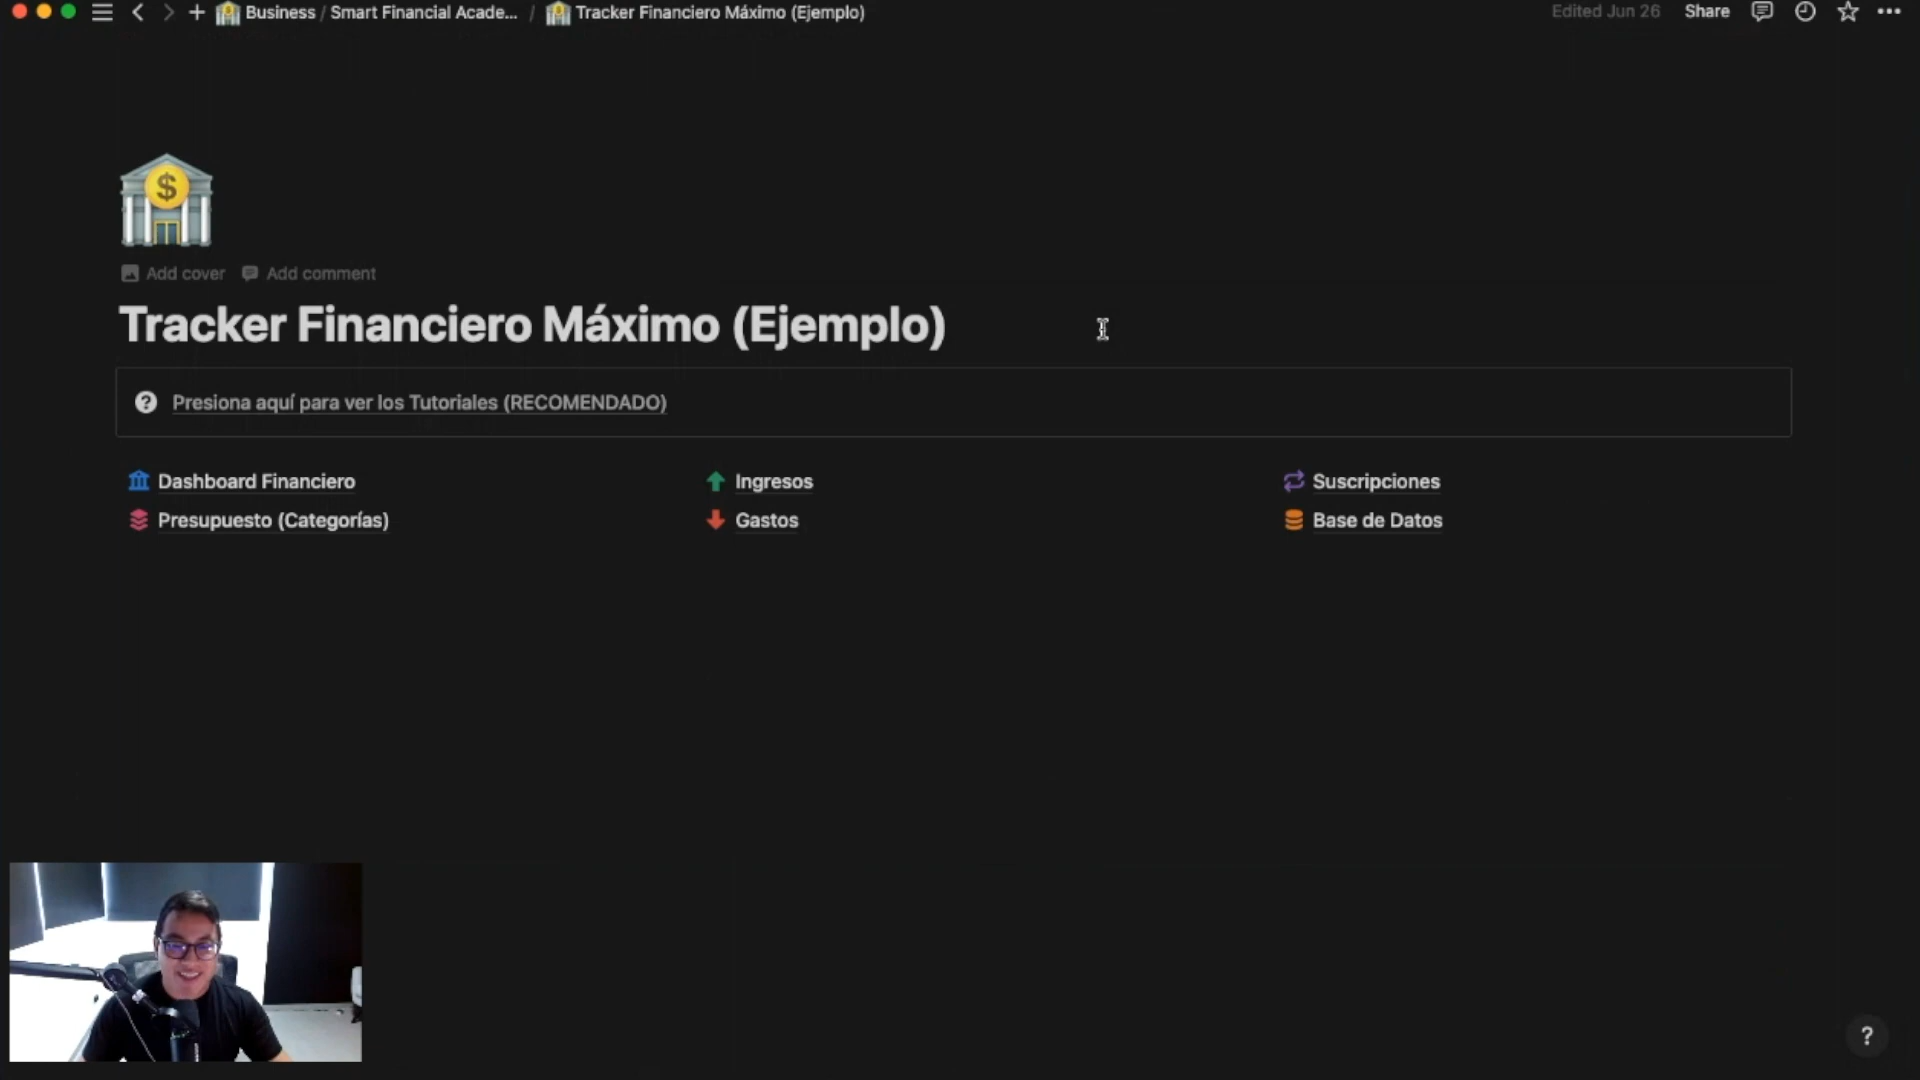 Business / Smart Financial Acade... / Tracker Financiero Máximo (Ejemplo)
Edited Jun 26 Share
Add cover Add comment
Tracker Financiero Máximo (Ejemplo)
Presiona aquí para ver los Tutoriales (RECOMENDADO)
Dashboard Financiero
Presupuesto (Categorías)
Ingresos
Gastos
Suscripciones
Base de Datos